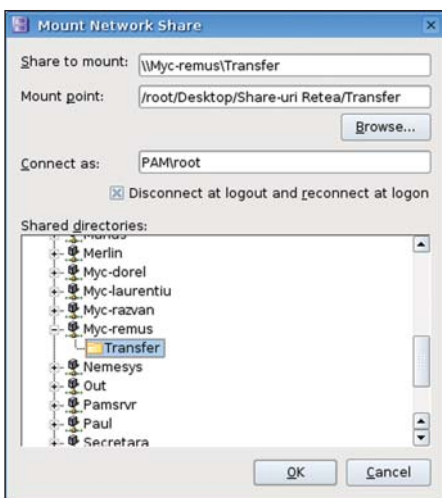 Mount Network Share
Share to mount: \\Myc-remus\Transfer
Mount point: /root/Desktop/Share-uri Retea/Transfer
Browse...
Connect as: PAM\root
Disconnect at logout and reconnect at logon
Shared directories:
Marius
Merlin
Myc-dorel
Myc-laurentiu
Myc-razvan
Myc-remus
Transfer
Nemesys
Out
Pamsrvr
Paul
Secretara
OK Cancel